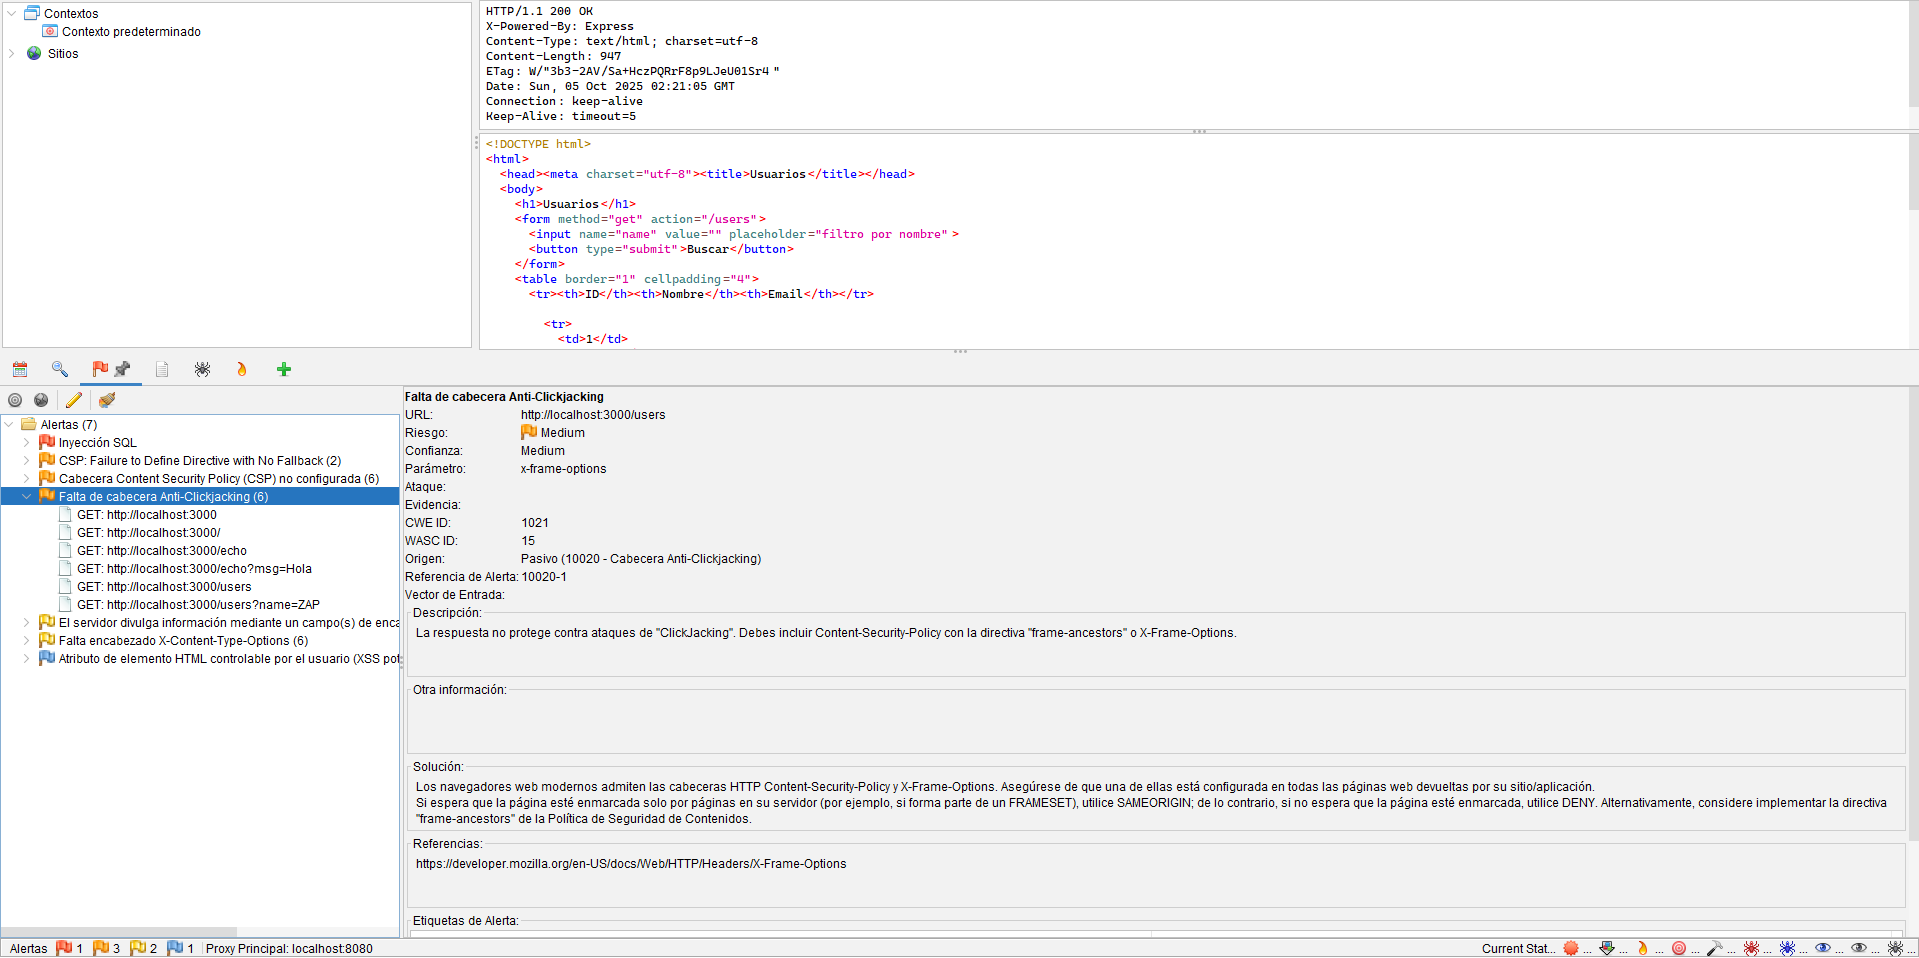 Contextos
Contexto predeterminado
Sitios
HTTP/1.1 200 OK
X-Powered-By: Express
Content-Type: text/html; charset=utf-8
Content-Length: 947
ETag: W/"3b3-2AV/Sa+HczPQRrF8p9LJeU01Sr4"
Date: Sun, 05 Oct 2025 02:21:05 GMT
Connection: keep-alive
Keep-Alive: timeout=5
<!DOCTYPE html>
<html>
<head><meta charset="utf-8"><title>Usuarios</title></head>
<body>
<h1>Usuarios</h1>
<form method="get" action="/users">
<input name="name" value="" placeholder="filtro por nombre">
<button type="submit">Buscar</button>
</form>
<table border="1" cellpadding="4">
<tr><th>ID</th><th>Nombre</th><th>Email</th></tr>
<tr>
<td>1</td>
Alertas (7)
Inyección SQL
CSP: Failure to Define Directive with No Fallback (2)
Cabecera Content Security Policy (CSP) no configurada (6)
Falta de cabecera Anti-Clickjacking (6)
GET: http://localhost:3000
GET: http://localhost:3000/
GET: http://localhost:3000/echo
GET: http://localhost:3000/echo?msg=Hola
GET: http://localhost:3000/users
GET: http://localhost:3000/users?name=ZAP
El servidor divulga información mediante un campo(s) de enca
Falta encabezado X-Content-Type-Options (6)
Atributo de elemento HTML controlable por el usuario (XSS pot
Falta de cabecera Anti-Clickjacking
URL: http://localhost:3000/users
Riesgo: Medium
Confianza: Medium
Parámetro: x-frame-options
Ataque:
Evidencia:
CWE ID: 1021
WASC ID: 15
Origen: Pasivo (10020 - Cabecera Anti-Clickjacking)
Referencia de Alerta: 10020-1
Vector de Entrada:
Descripción:
La respuesta no protege contra ataques de "ClickJacking". Debes incluir Content-Security-Policy con la directiva "frame-ancestors" o X-Frame-Options.
Otra información:
Solución:
Los navegadores web modernos admiten las cabeceras HTTP Content-Security-Policy y X-Frame-Options. Asegúrese de que una de ellas está configurada en todas las páginas web devueltas por su sitio/aplicación.
Si espera que la página esté enmarcada solo por páginas en su servidor (por ejemplo, si forma parte de un FRAMESET), utilice SAMEORIGIN; de lo contrario, si no espera que la página esté enmarcada, utilice DENY. Alternativamente, considere implementar la directiva
"frame-ancestors" de la Política de Seguridad de Contenidos.
Referencias:
https://developer.mozilla.org/en-US/docs/Web/HTTP/Headers/X-Frame-Options
Etiquetas de Alerta:
Alertas 1 3 2 1 Proxy Principal: localhost:8080
Current Stat... ... ... ... ... ... ... ... ... ... ...